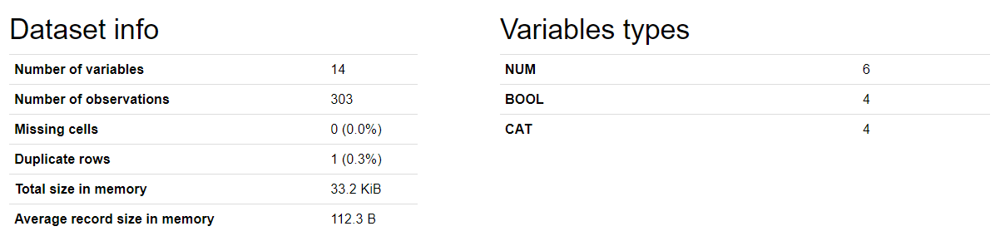 Dataset info
Number of variables 14
Number of observations 303
Missing cells 0 (0.0%)
Duplicate rows 1 (0.3%)
Total size in memory 33.2 KiB
Average record size in memory 112.3 B
Variables types
NUM 6
BOOL 4
CAT 4